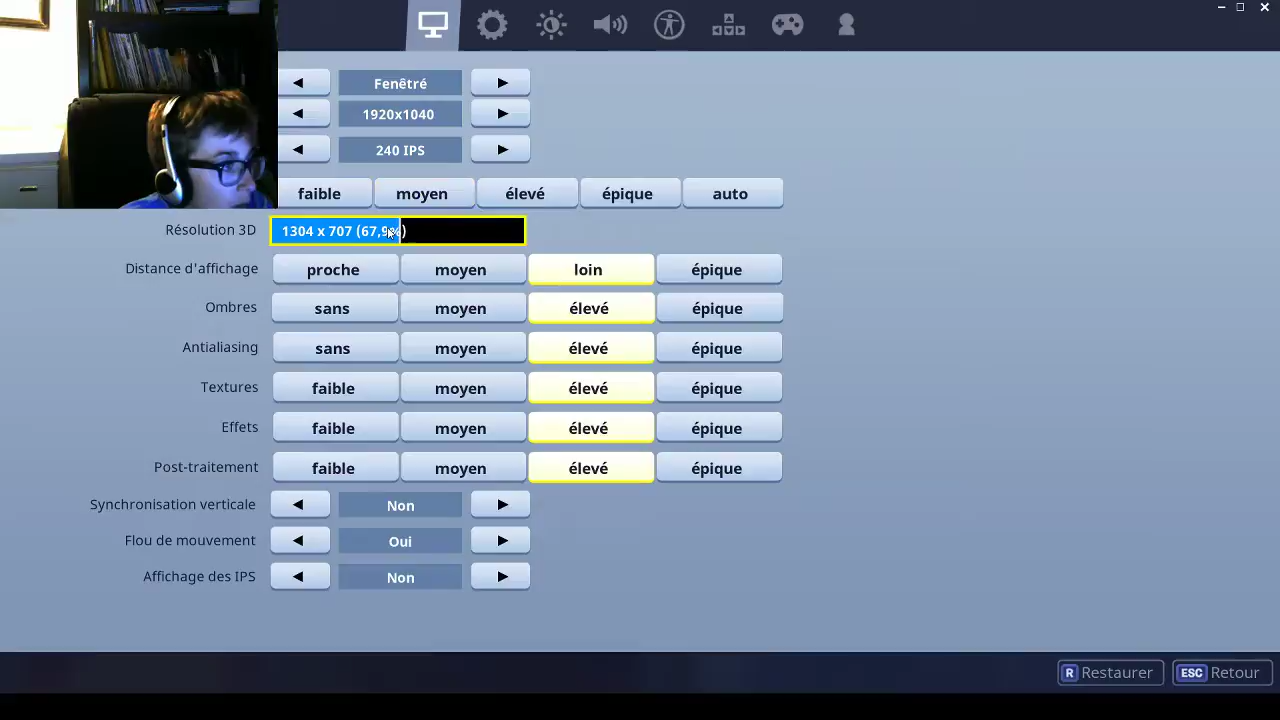 Fenêtré
1920x1040
240 IPS
faible moyen élevé épique auto
Résolution 3D 1304 x 707 (67,9%)
Distance d'affichage proche moyen loin épique
Ombres sans moyen élevé épique
Antialiasing sans moyen élevé épique
Textures faible moyen élevé épique
Effets faible moyen élevé épique
Post-traitement faible moyen élevé épique
Synchronisation verticale Non
Flou de mouvement Oui
Affichage des IPS Non
R Restaurer ESC Retour